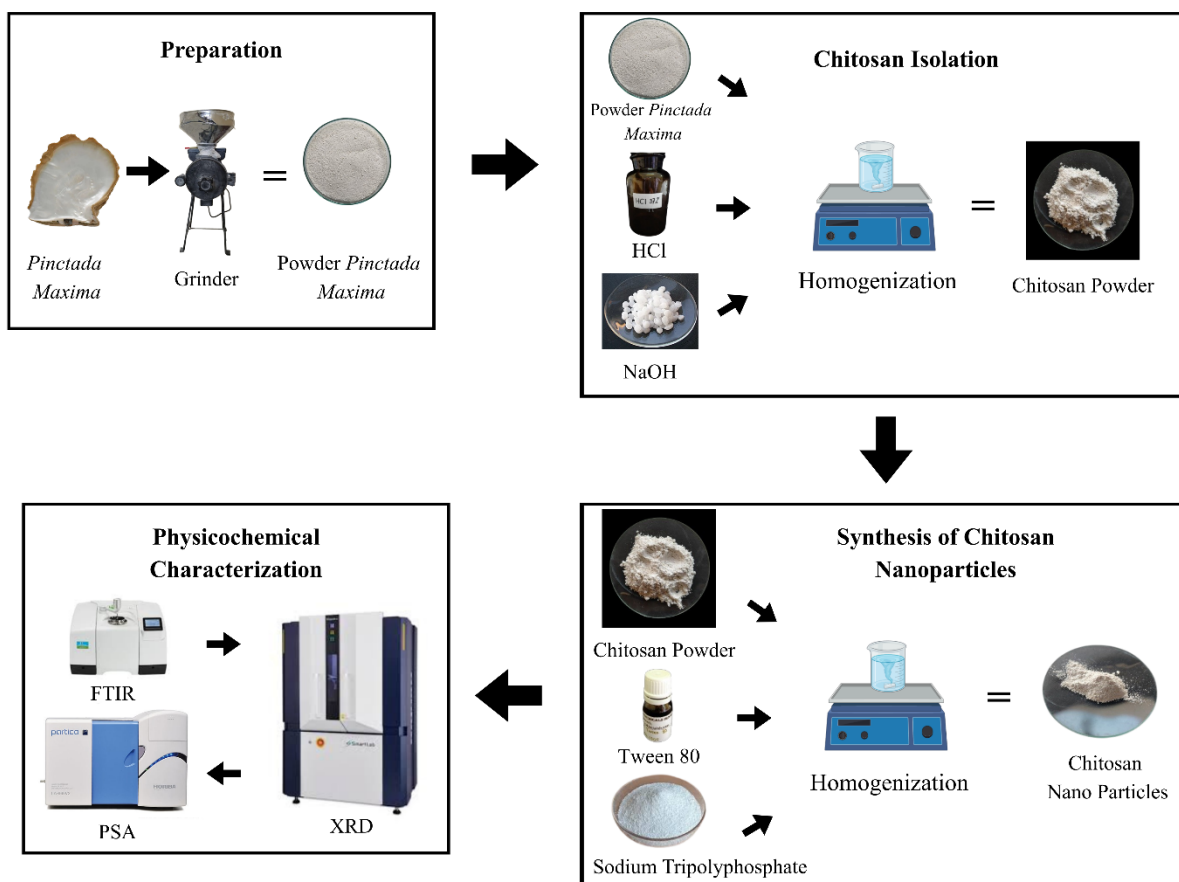 Preparation
Pinctada
Maxima
Grinder
=
Powder Pinctada
Maxima
Chitosan Isolation
Powder Pinctada
Maxima
HCl
NaOH
Homogenization
=
Chitosan Powder
Synthesis of Chitosan
Nanoparticles
Chitosan Powder
Tween 80
Sodium Tripolyphosphate
Homogenization
=
Chitosan
Nano Particles
Physicochemical
Characterization
FTIR
partica
PSA
SmartLab
XRD